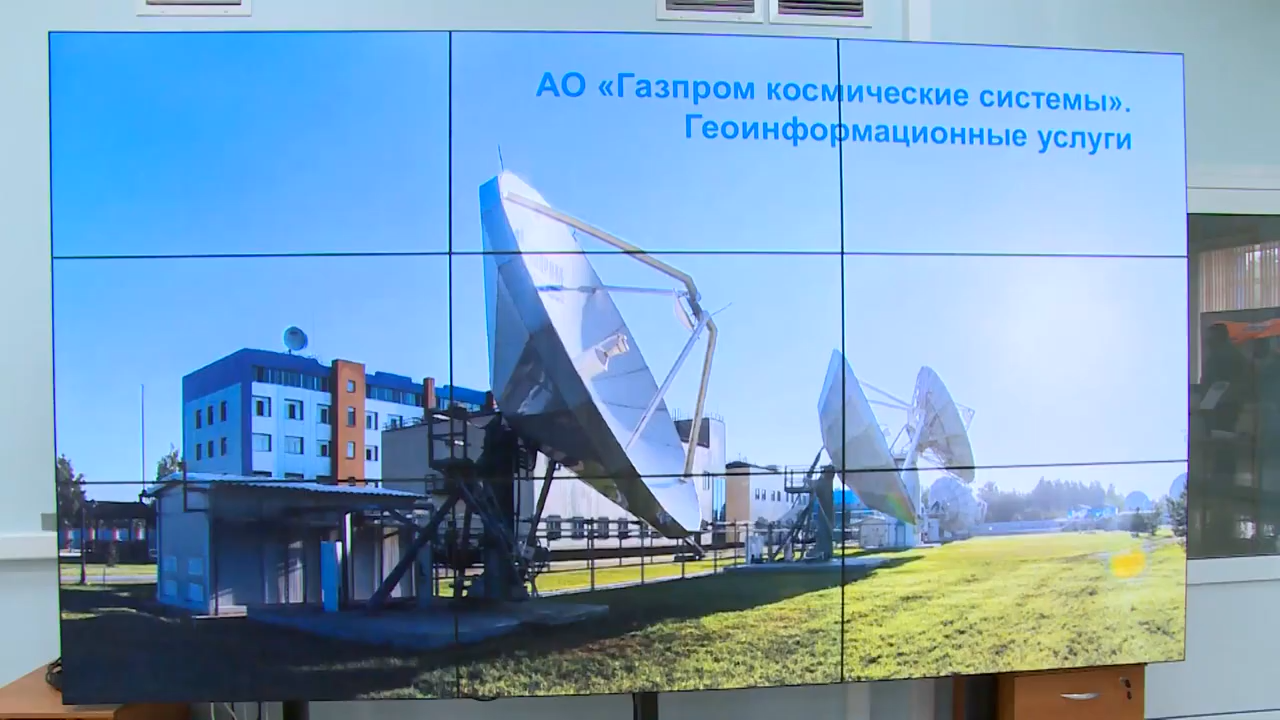 АО «Газпром космические системы».
Геоинформационные услуги